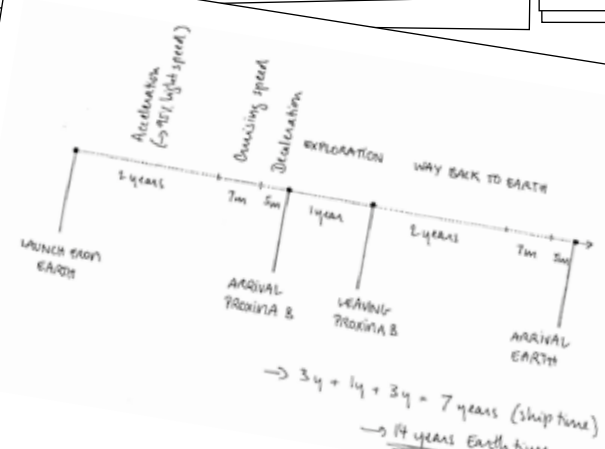 Acceleration
(→ 95% light speed)
Cruising speed
Deceleration
EXPLORATION
WAY BACK TO EARTH
2 years
7m
5m
1 year
2 years
7m
5m
LAUNCH FROM
EARTH
ARRIVAL
PROXIMA B
LEAVING
PROXIMA B
ARRIVAL
EARTH
→ 3y + 1y + 3y = 7 years (ship time)
→ 14 years Earth time